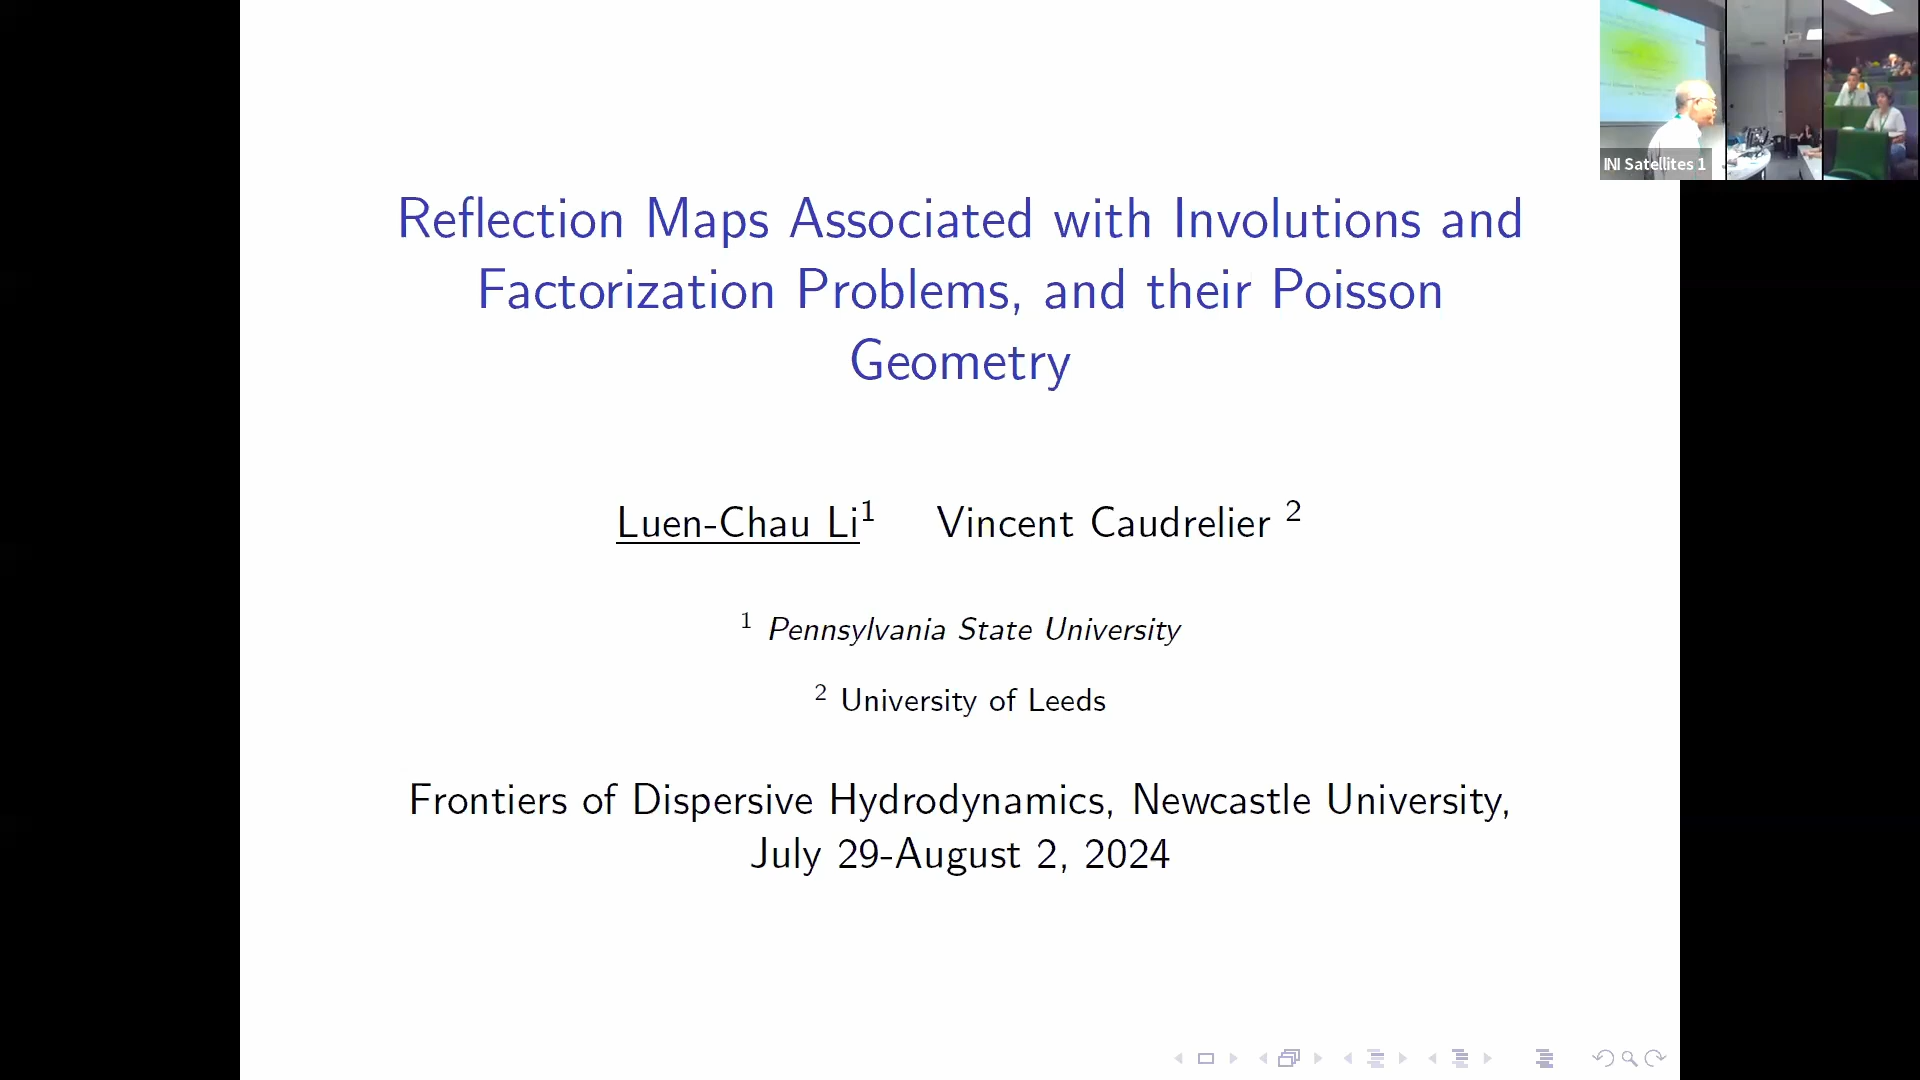 INI Satellites 1
Reflection Maps Associated with Involutions and
Factorization Problems, and their Poisson
Geometry
Luen-Chau Li¹ Vincent Caudrelier ²
¹ Pennsylvania State University
² University of Leeds
Frontiers of Dispersive Hydrodynamics, Newcastle University,
July 29-August 2, 2024